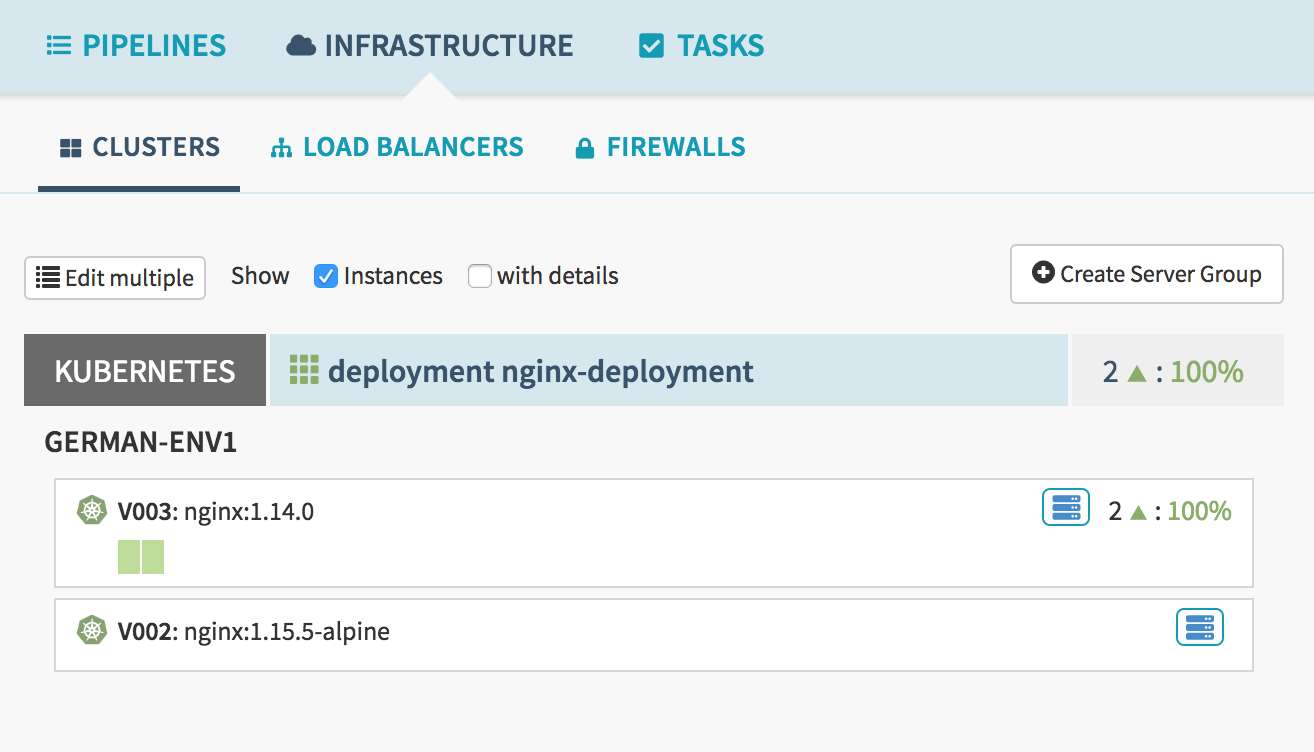 PIPELINES INFRASTRUCTURE TASKS
CLUSTERS LOAD BALANCERS FIREWALLS
Edit multiple Show Instances with details Create Server Group
KUBERNETES deployment nginx-deployment 2 ▲ : 100%
GERMAN-ENV1
V003: nginx:1.14.0 2 ▲ : 100%
V002: nginx:1.15.5-alpine